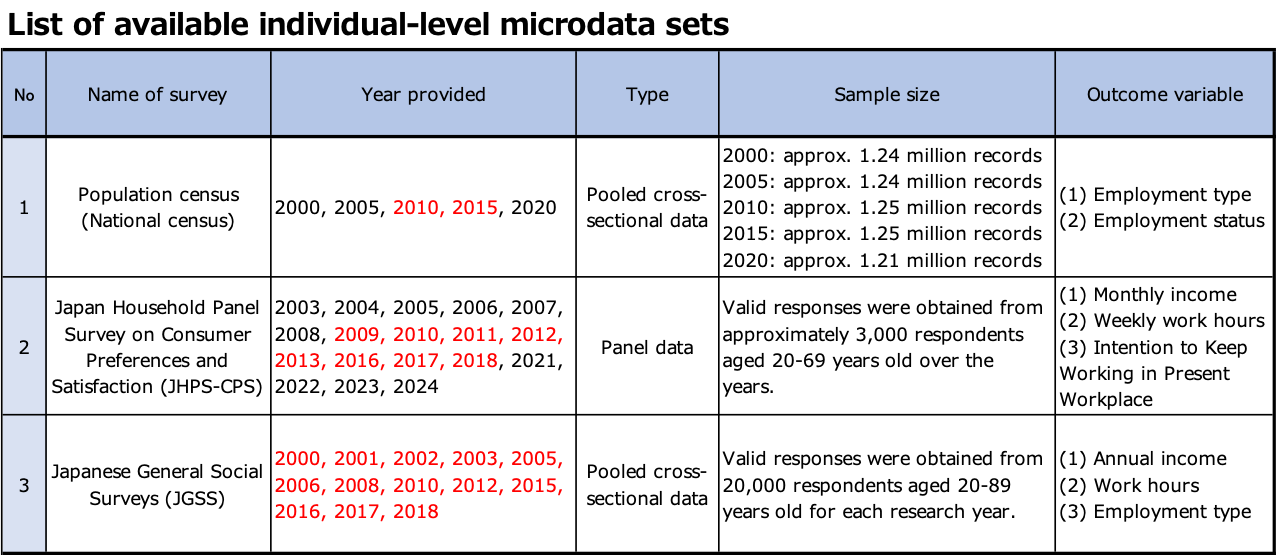 List of available individual-level microdata sets
No
Name of survey
Year provided
Type
Sample size
Outcome variable
1
Population census
(National census)
2000, 2005, 2010, 2015, 2020
Pooled cross-
sectional data
2000: approx. 1.24 million records
2005: approx. 1.24 million records
2010: approx. 1.25 million records
2015: approx. 1.25 million records
2020: approx. 1.21 million records
(1) Employment type
(2) Employment status
2
Japan Household Panel
Survey on Consumer
Preferences and
Satisfaction (JHPS-CPS)
2003, 2004, 2005, 2006, 2007,
2008, 2009, 2010, 2011, 2012,
2013, 2016, 2017, 2018, 2021,
2022, 2023, 2024
Panel data
Valid responses were obtained from
approximately 3,000 respondents
aged 20-69 years old over the
years.
(1) Monthly income
(2) Weekly work hours
(3) Intention to Keep
Working in Present
Workplace
3
Japanese General Social
Surveys (JGSS)
2000, 2001, 2002, 2003, 2005,
2006, 2008, 2010, 2012, 2015,
2016, 2017, 2018
Pooled cross-
sectional data
Valid responses were obtained from
20,000 respondents aged 20-89
years old for each research year.
(1) Annual income
(2) Work hours
(3) Employment type